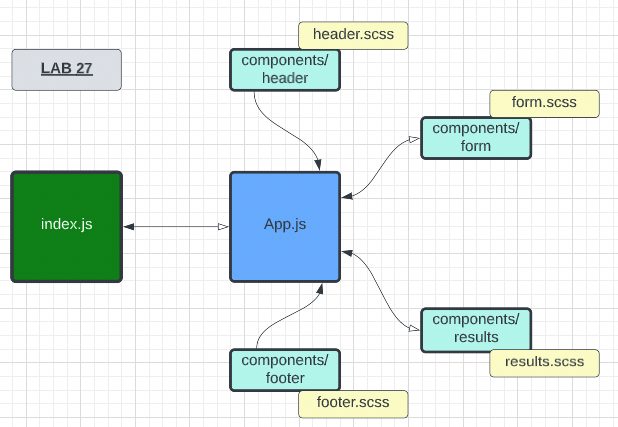 header.scss
LAB 27
components/
header
form.scss
components/
form
index.js
App.js
components/
results
results.scss
components/
footer
footer.scss